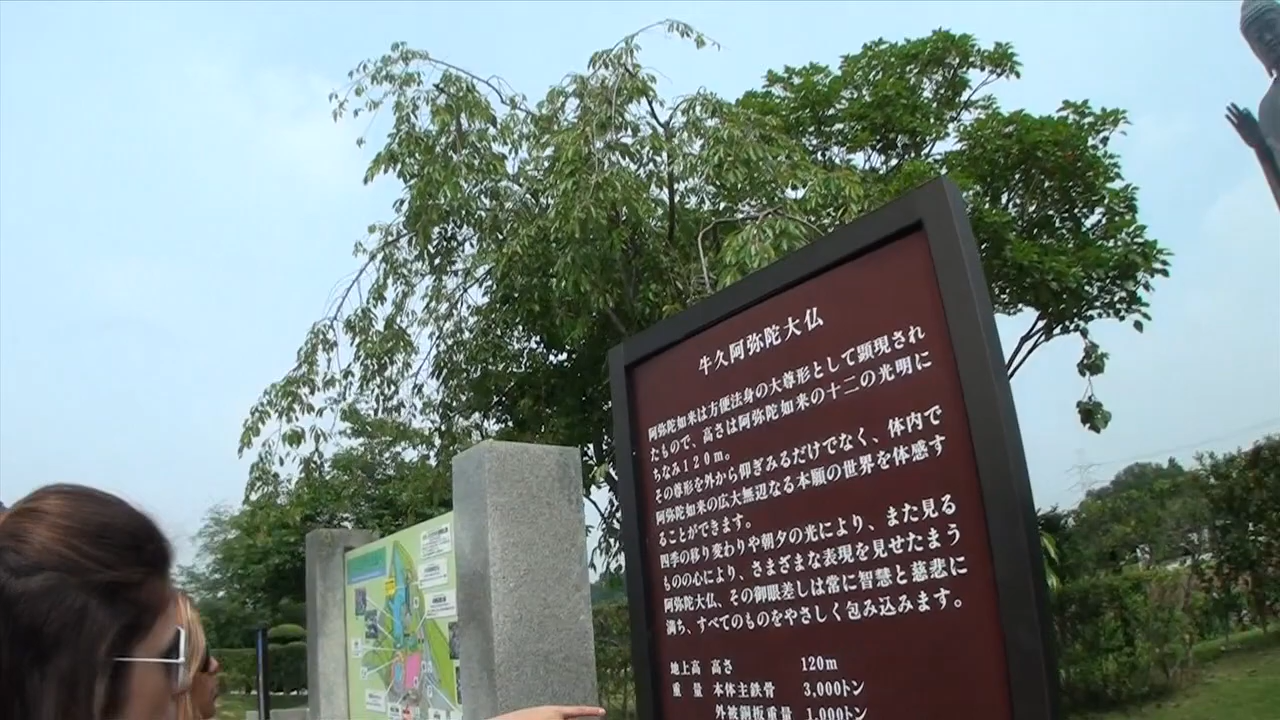 牛久阿弥陀大仏
阿弥陀如来は方便法身の大尊形として顕現され
たもので、高さは阿弥陀如来の十二の光明に
ちなみ120m。
その尊形を外から仰ぎみるだけでなく、体内で
阿弥陀如来の広大無辺なる本願の世界を体感す
ることができます。
四季の移り変わりや朝夕の光により、また見る
ものの心により、さまざまな表現を見せたまう
阿弥陀大仏、その御眼差しは常に智慧と慈悲に
満ち、すべてのものをやさしく包み込みます。
地上高 高さ 120m
重量 本体主鉄骨 3,000トン
外被銅板重量 1,000トン